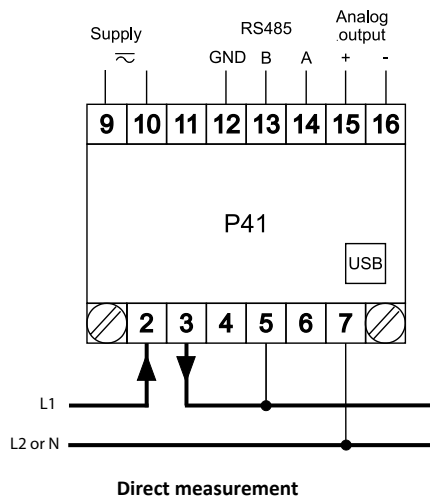 Supply RS485 Analog output
GND B A + -
9 10 11 12 13 14 15 16
P41
USB
2 3 4 5 6 7
L1
L2 or N
Direct measurement